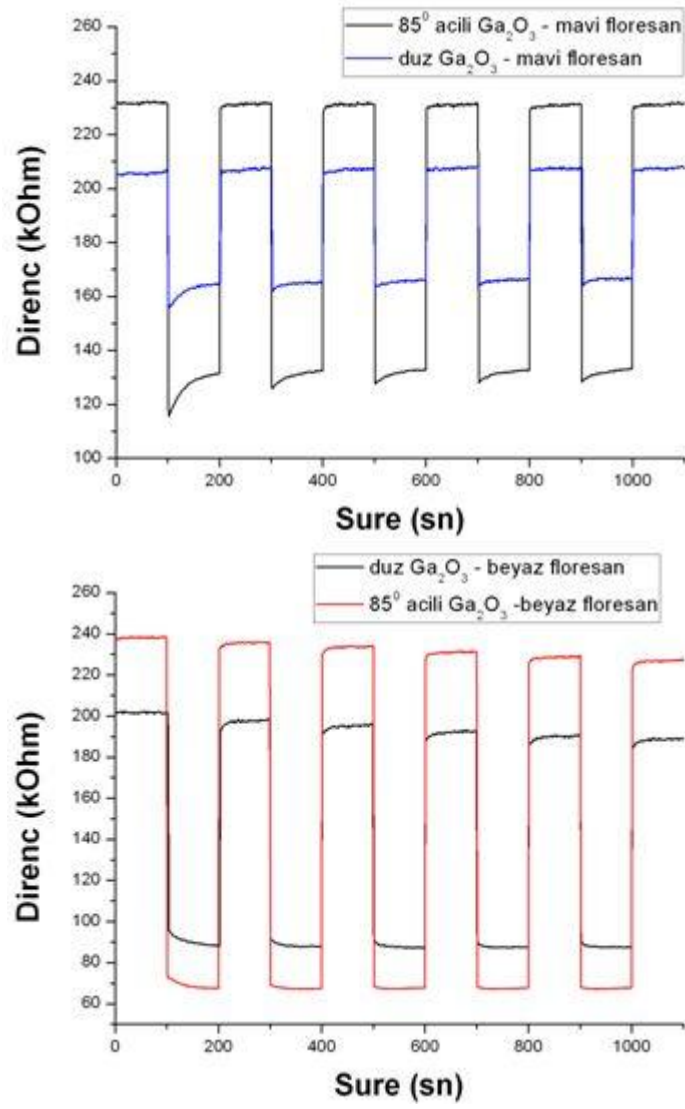 85⁰ acili Ga₂O₃ - mavi floresan
duz Ga₂O₃ - mavi floresan
260
240
220
200
180
160
140
120
100
Direnc (kOhm)
0 200 400 600 800 1000
Sure (sn)
duz Ga₂O₃ - beyaz floresan
85⁰ acili Ga₂O₃ -beyaz floresan
260
240
220
200
180
160
140
120
100
80
60
Direnc (kOhm)
0 200 400 600 800 1000
Sure (sn)